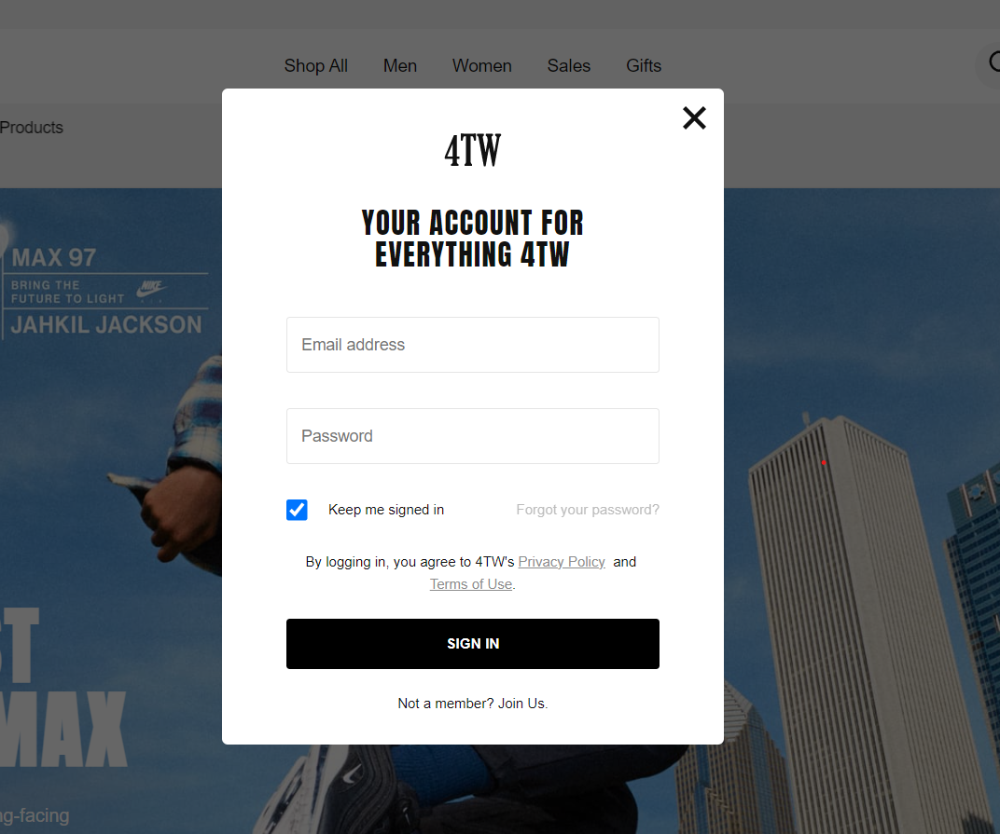 Shop All Men Women Sales Gifts
Products
4TW
YOUR ACCOUNT FOR
EVERYTHING 4TW
MAX 97
BRING THE
FUTURE TO LIGHT
NIKE
JAHKIL JACKSON
Email address
Password
Keep me signed in Forgot your password?
By logging in, you agree to 4TW's Privacy Policy and
Terms of Use.
SIGN IN
Not a member? Join Us.
MAX